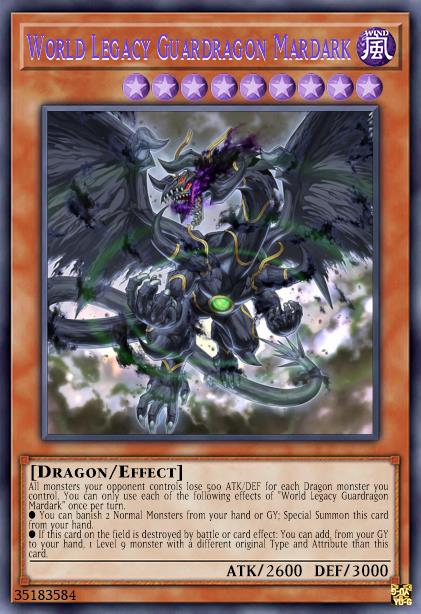 World Legacy Guardragon Mardark
WIND
風
[Dragon/Effect]
All monsters your opponent controls lose 500 ATK/DEF for each Dragon monster you
control. You can only use each of the following effects of "World Legacy Guardragon
Mardark" once per turn.
● You can banish 2 Normal Monsters from your hand or GY: Special Summon this card
from your hand.
● If this card on the field is destroyed by battle or card effect: You can add, from your GY
to your hand, 1 Level 9 monster with a different original Type and Attribute than this
card.
ATK/2600 DEF/3000
35183584